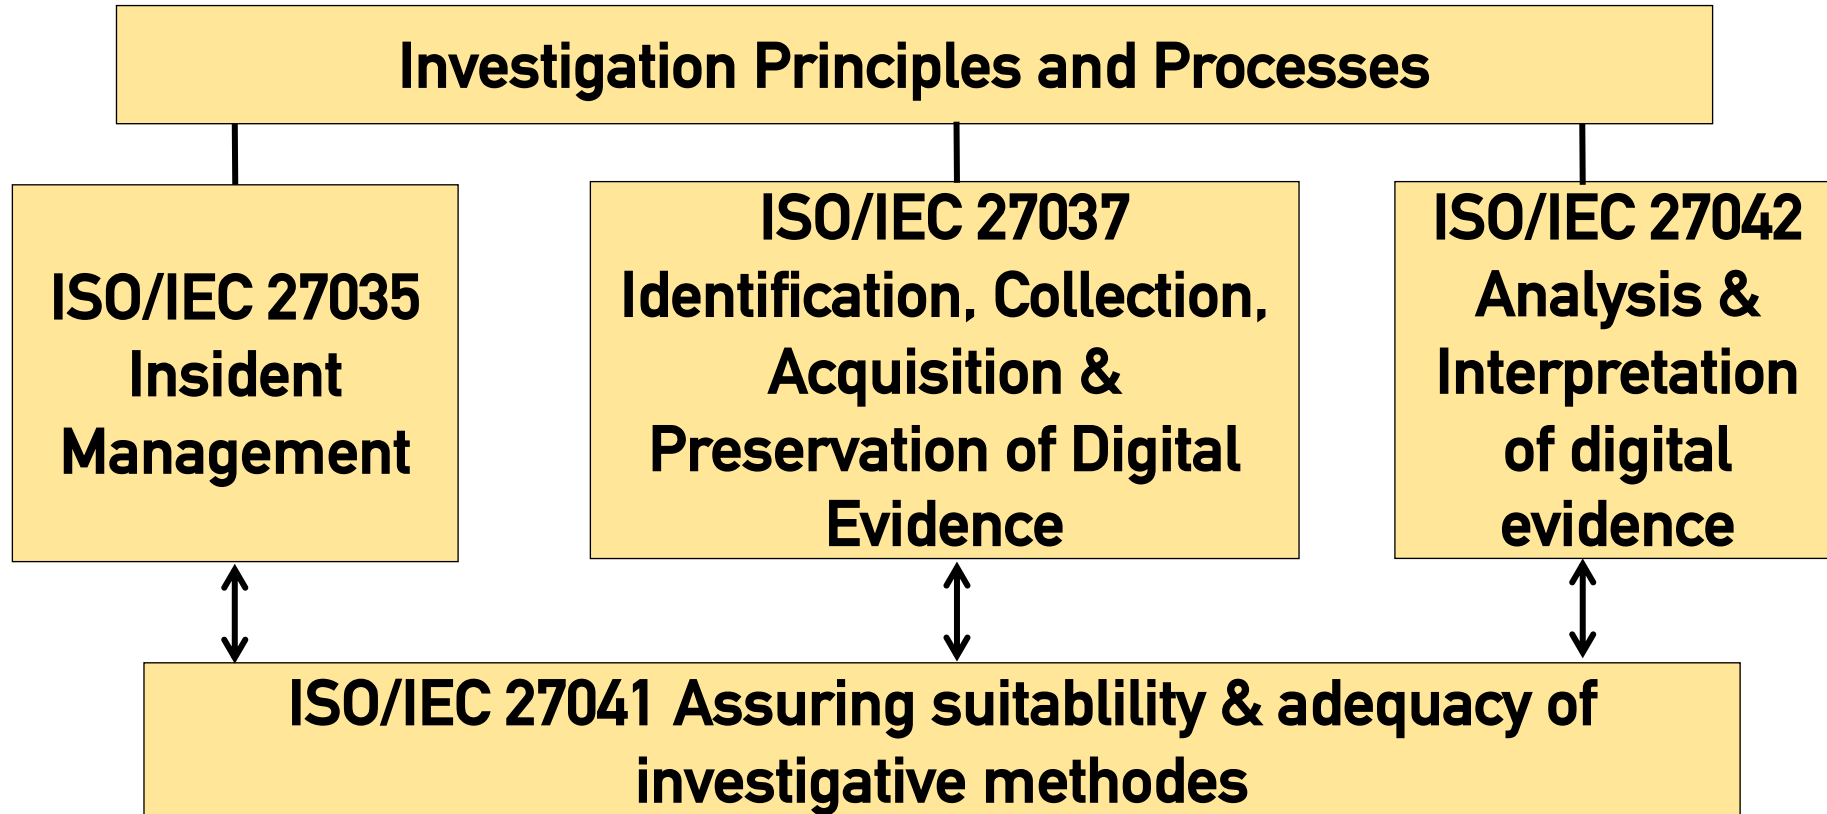 Investigation Principles and Processes
ISO/IEC 27035
Insident
Management
ISO/IEC 27037
Identification, Collection,
Acquisition &
Preservation of Digital
Evidence
ISO/IEC 27042
Analysis &
Interpretation
of digital
evidence
ISO/IEC 27041 Assuring suitablility & adequacy of
investigative methodes